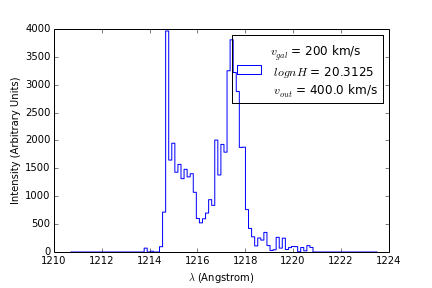 4000
3500
3000
2500
2000
1500
1000
500
0
Intensity (Arbitrary Units)
v_gal = 200 km/s
lognH = 20.3125
v_out = 400.0 km/s
1210 1212 1214 1216 1218 1220 1222 1224
λ (Angstrom)